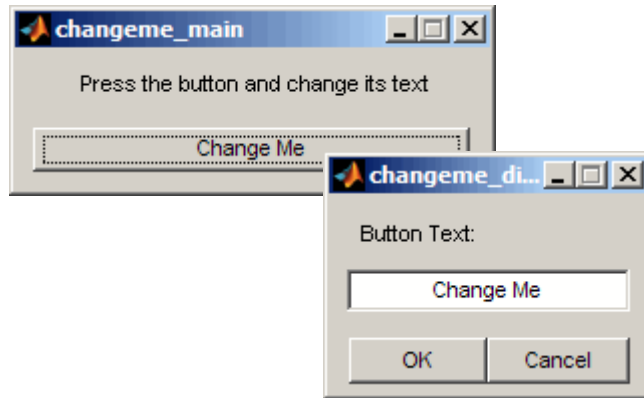 changeme_main
Press the button and change its text
Change Me
changeme_di...
Button Text:
Change Me
OK Cancel